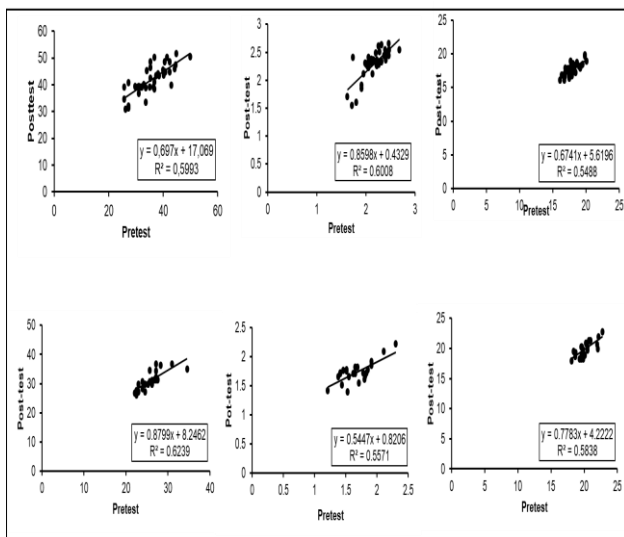 60
50
40
30
20
10
0
Posttest
y = 0,697x + 17,069
R² = 0,5993
0 20 40 60
Pretest
3
2.5
2
1.5
1
0.5
0
Post-test
y = 0.8598x + 0.4329
R² = 0.6008
0 1 2 3
Pretest
25
20
15
10
5
0
Post-test
y = 0.6741x + 5.6196
R² = 0.5488
0 5 10 15 20 25
Pretest
50
40
30
20
10
0
Post-test
y = 0.8799x + 8.2462
R² = 0.6239
0 10 20 30 40
Pretest
2.5
2
1.5
1
0.5
0
Pot-test
y = 0.5447x + 0.8206
R² = 0.5571
0 0.5 1 1.5 2 2.5
Pretest
25
20
15
10
5
0
Post-test
y = 0.7783x + 4.2222
R² = 0.5838
0 5 10 15 20 25
Pretest